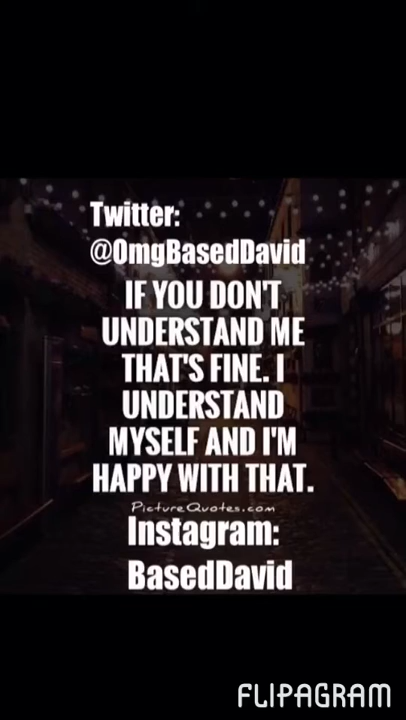 Twitter:
@OmgBasedDavid
IF YOU DON'T
UNDERSTAND ME
THAT'S FINE. I
UNDERSTAND
MYSELF AND I'M
HAPPY WITH THAT.
PictureQuotes.com
Instagram:
BasedDavid
FLIPAGRAM